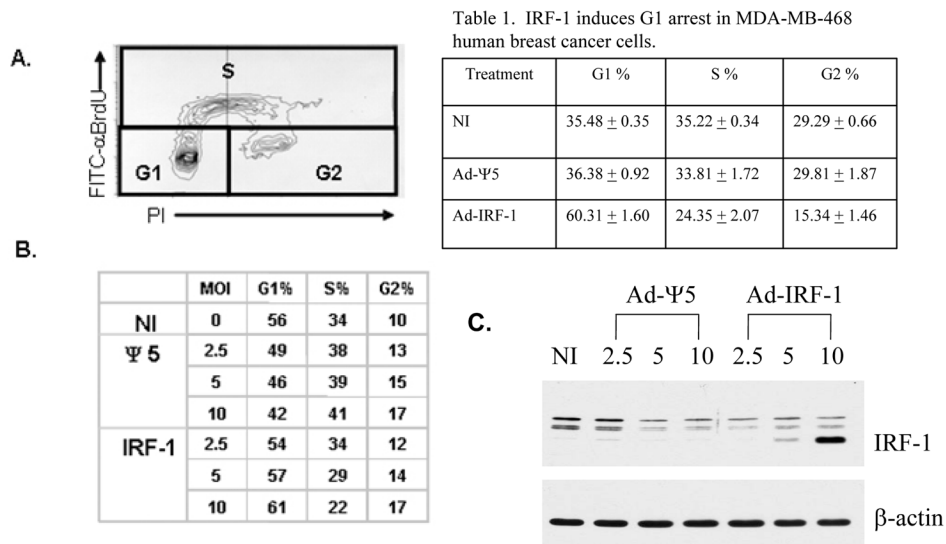 Table 1. IRF-1 induces G1 arrest in MDA-MB-468
human breast cancer cells.
Treatment G1 % S % G2 %
NI 35.48 ± 0.35 35.22 ± 0.34 29.29 ± 0.66
Ad-Ψ5 36.38 ± 0.92 33.81 ± 1.72 29.81 ± 1.87
Ad-IRF-1 60.31 ± 1.60 24.35 ± 2.07 15.34 ± 1.46
A.
FITC-αBrdU
S
G1
G2
PI
B.
MOI G1% S% G2%
NI 0 56 34 10
Ψ 5 2.5 49 38 13
5 46 39 15
10 42 41 17
IRF-1 2.5 54 34 12
5 57 29 14
10 61 22 17
C.
Ad-Ψ5 Ad-IRF-1
NI 2.5 5 10 2.5 5 10
IRF-1
β-actin